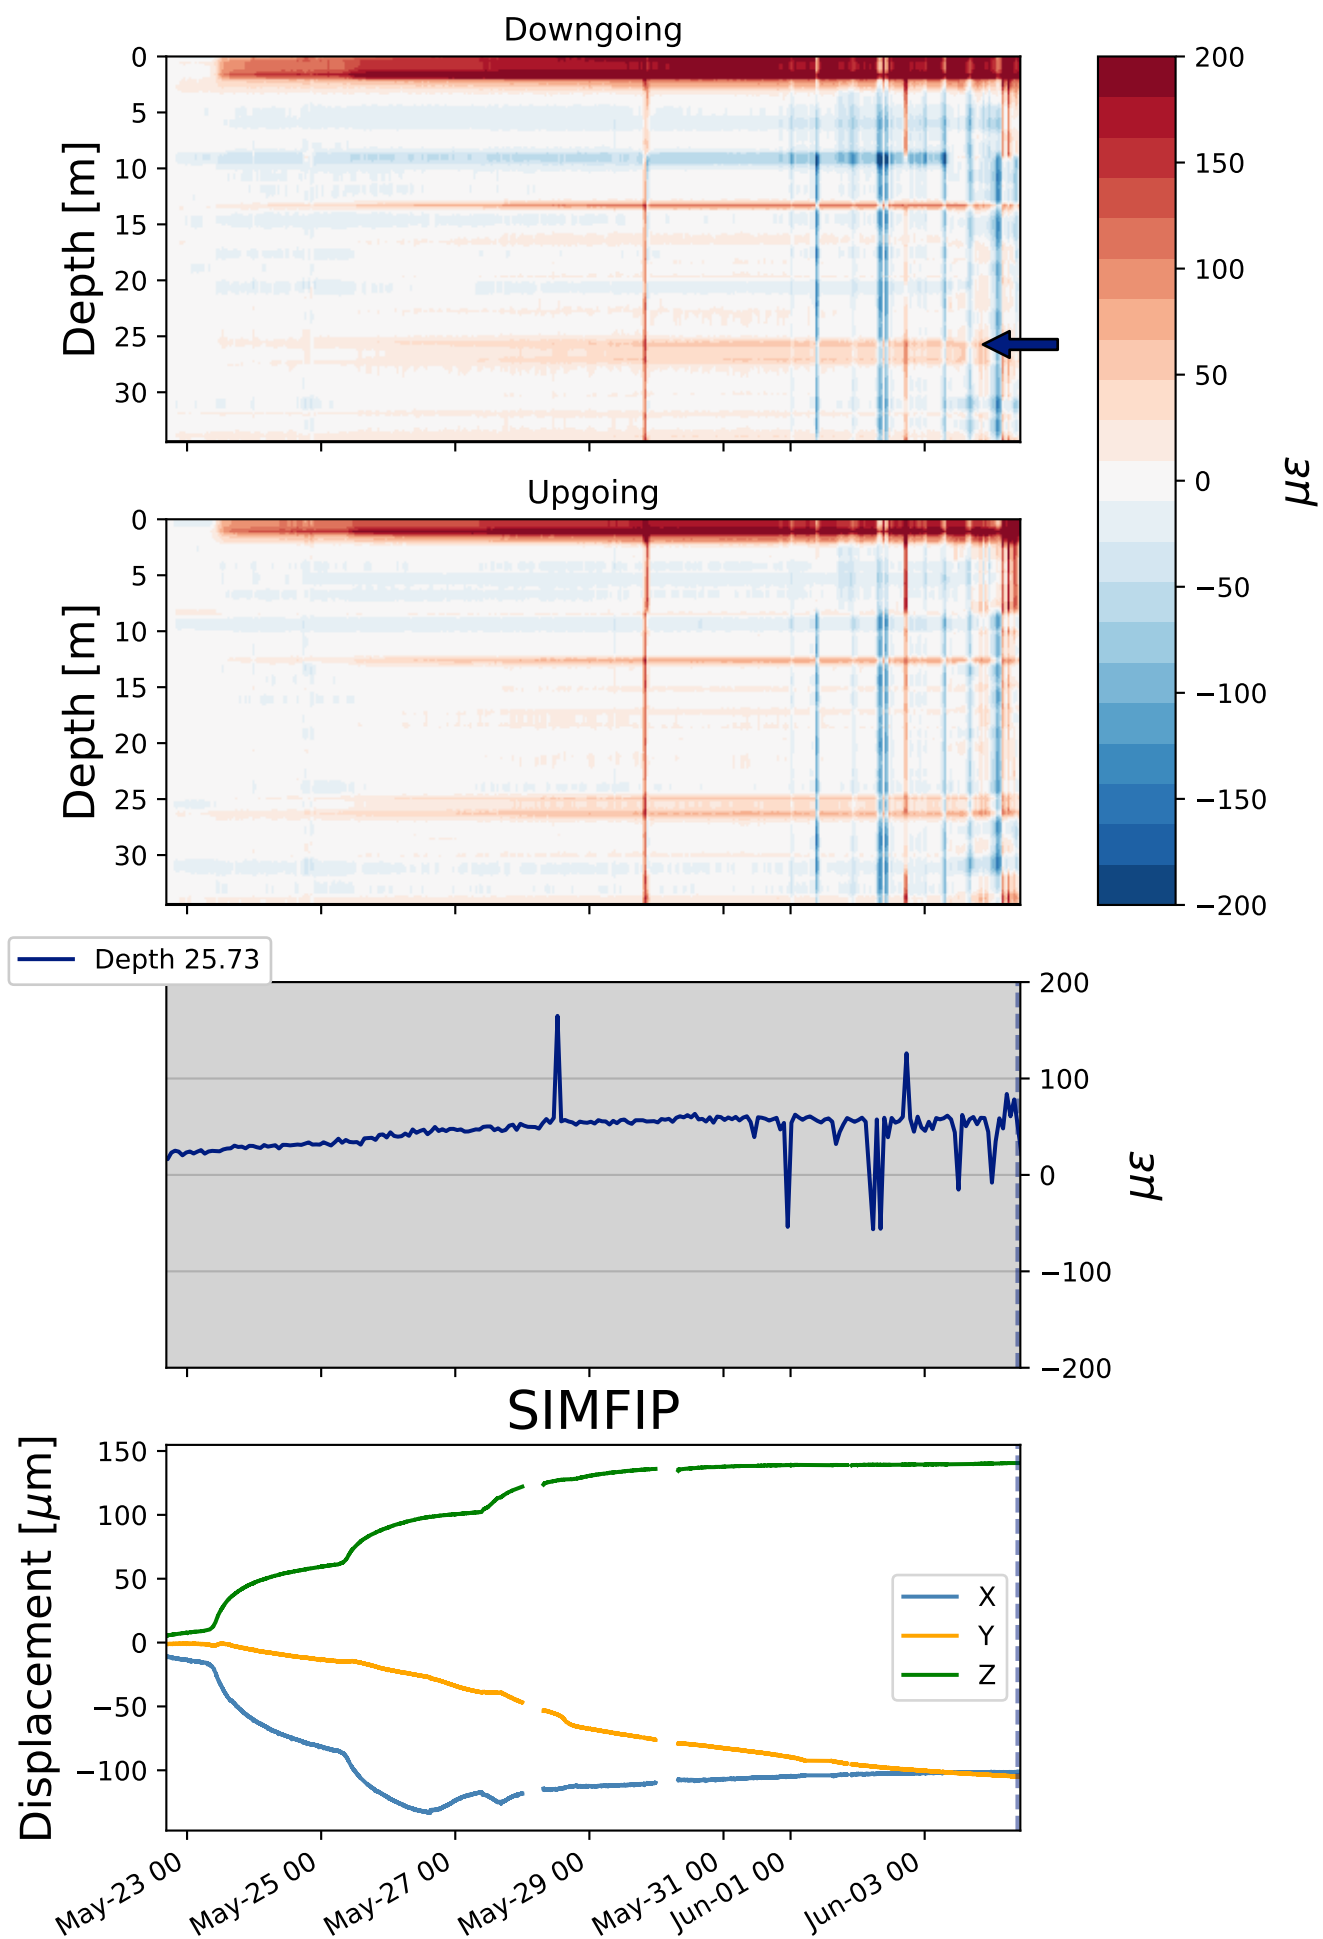 Downgoing
0
5
10
15
20
25
30
Depth [m]
200
150
100
50
0
−50
−100
−150
−200
με
Upgoing
0
5
10
15
20
25
30
Depth [m]
Depth 25.73
200
100
0
−100
−200
με
SIMFIP
150
100
50
0
−50
−100
Displacement [μm]
X
Y
Z
May-23 00
May-25 00
May-27 00
May-29 00
May-31 00
Jun-01 00
Jun-03 00